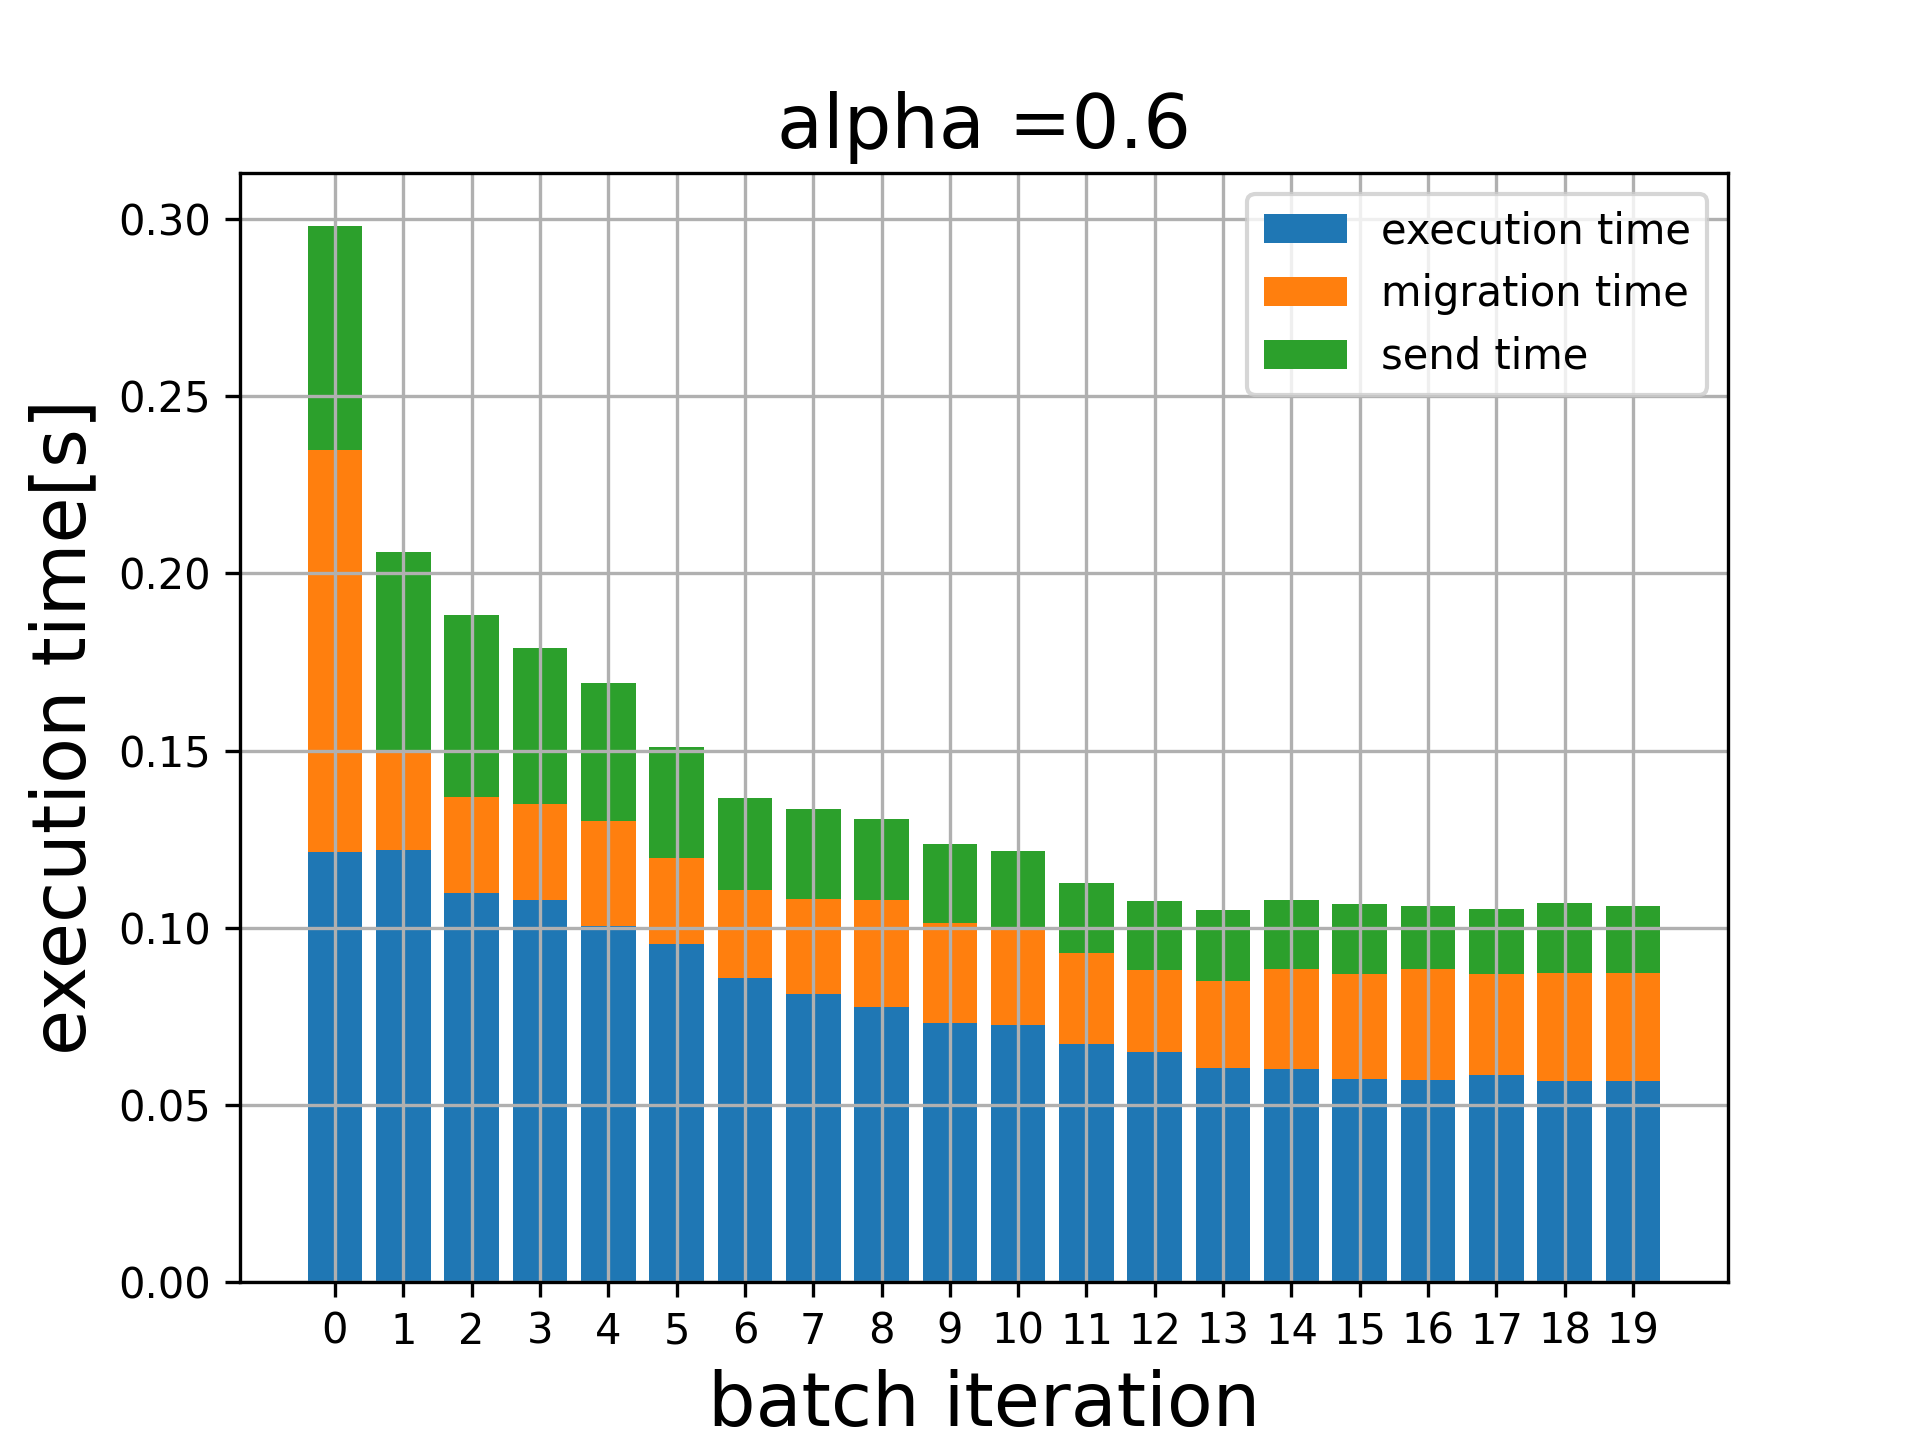 alpha =0.6
execution time
migration time
send time
execution time[s]
0.30
0.25
0.20
0.15
0.10
0.05
0.00
0 1 2 3 4 5 6 7 8 9 10 11 12 13 14 15 16 17 18 19
batch iteration